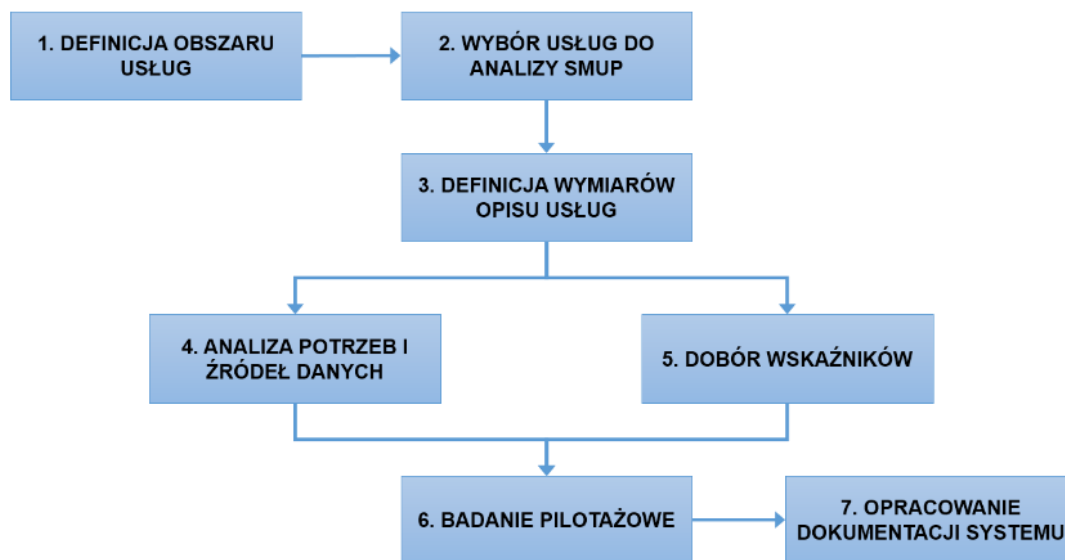 1. DEFINICJA OBSZARU
USŁUG
2. WYBÓR USŁUG DO
ANALIZY SMUP
3. DEFINICJA WYMIARÓW
OPISU USŁUG
4. ANALIZA POTRZEB I
ŹRÓDEŁ DANYCH
5. DOBÓR WSKAŹNIKÓW
6. BADANIE PILOTAŻOWE
7. OPRACOWANIE
DOKUMENTACJI SYSTEMU